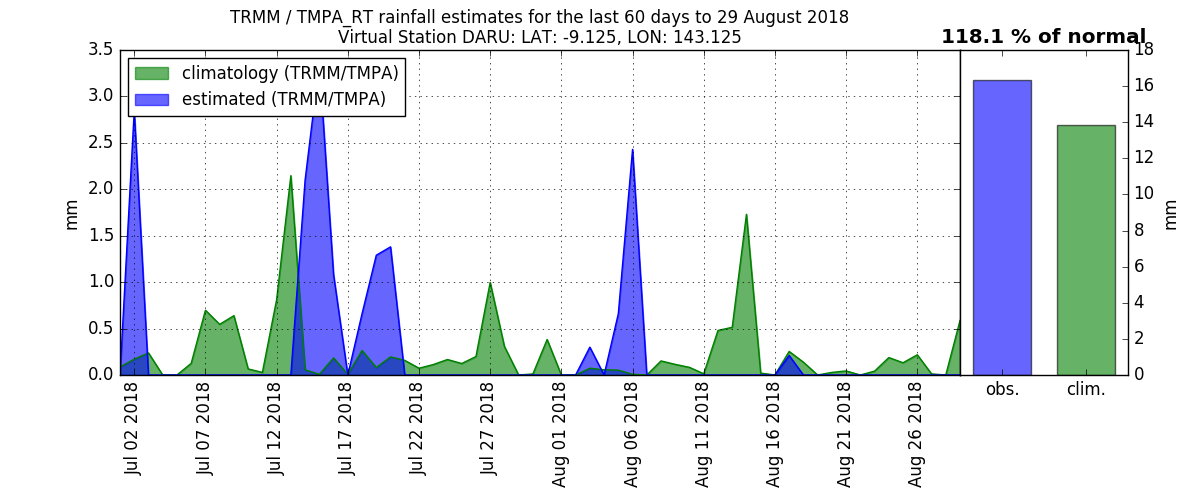 TRMM / TMPA_RT rainfall estimates for the last 60 days to 29 August 2018
Virtual Station DARU: LAT: -9.125, LON: 143.125
118.1 % of normal
climatology (TRMM/TMPA)
estimated (TRMM/TMPA)
3.5
3.0
2.5
2.0
1.5
1.0
0.5
0.0
mm
Jul 02 2018
Jul 07 2018
Jul 12 2018
Jul 17 2018
Jul 22 2018
Jul 27 2018
Aug 01 2018
Aug 06 2018
Aug 11 2018
Aug 16 2018
Aug 21 2018
Aug 26 2018
obs.
clim.
18
16
14
12
10
8
6
4
2
0
mm